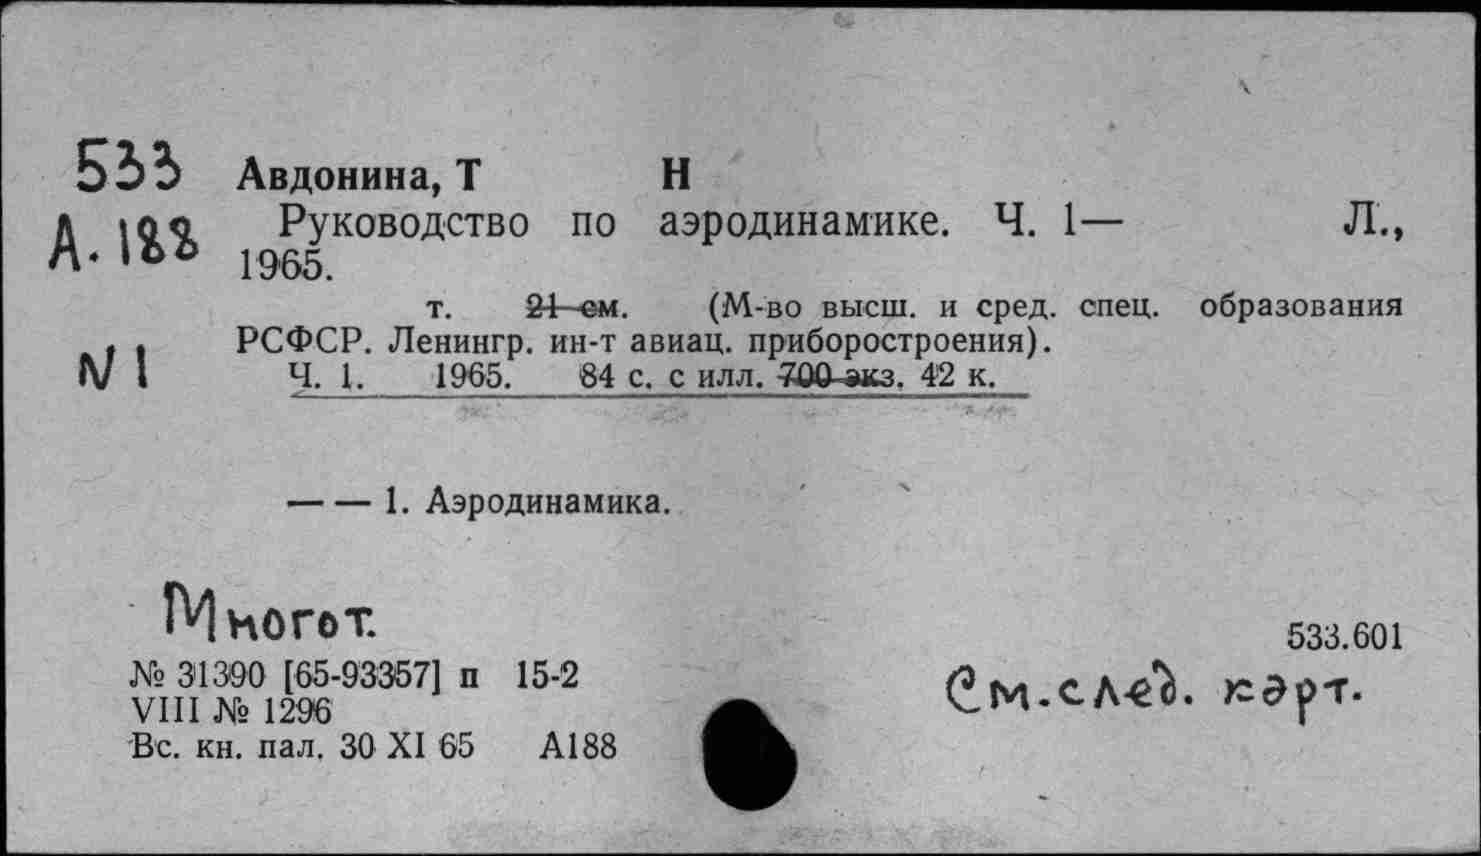 533 Авдонина, Т Н
А. 188 Руководство по аэродинамике. Ч. 1— Л.,
1965.
т. 21 см. (М-во высш. и сред. спец. образования
N 1 РСФСР. Ленингр. ин-т авиац. приборостроения).
Ч. 1. 1965. 84 с. с илл. 700 экз. 42 к.
— — 1. Аэродинамика.
Многот.
533.601
№ 31390 [65-93357] п 15-2
См. след. карт.
VIII № 1296
Вс. кн. пал. 30 XI 65 А188